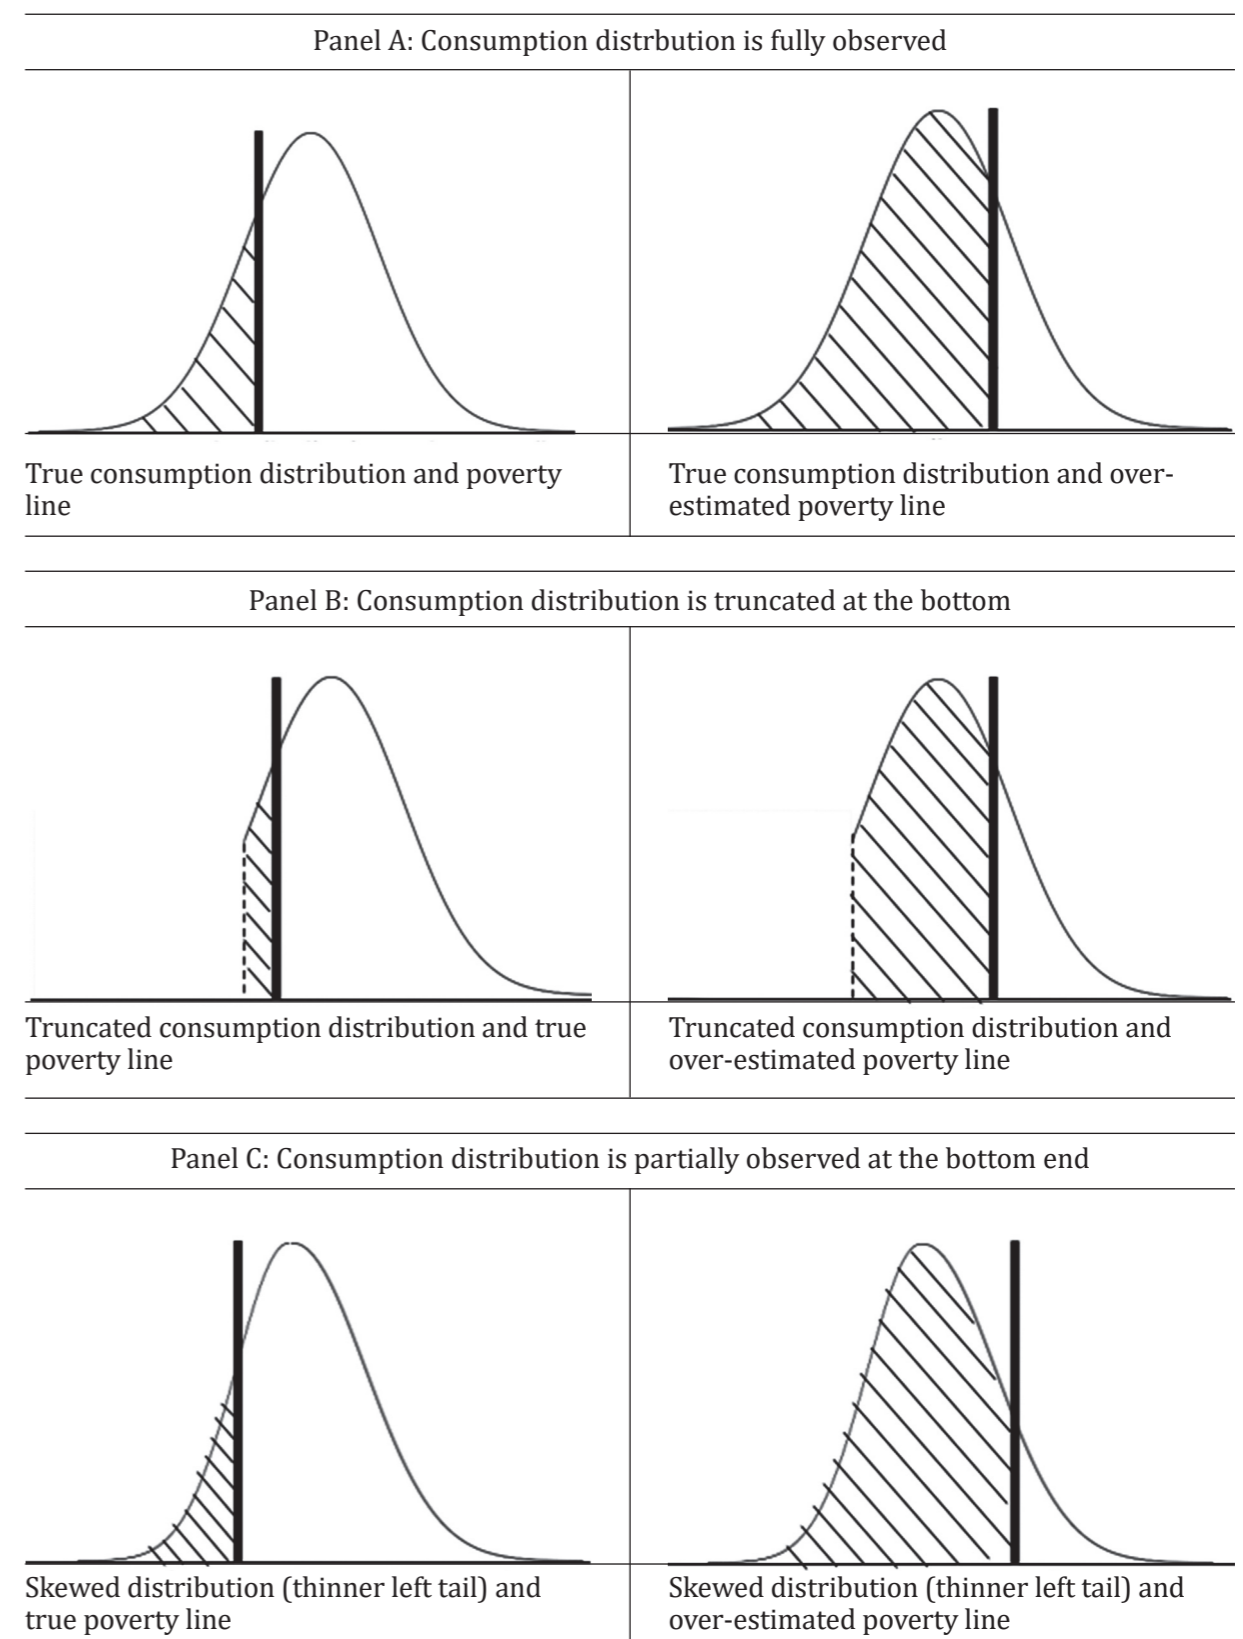 Panel A: Consumption distrbution is fully observed
True consumption distribution and poverty
line
True consumption distribution and over-
estimated poverty line
Panel B: Consumption distribution is truncated at the bottom
Truncated consumption distribution and true
poverty line
Truncated consumption distribution and
over-estimated poverty line
Panel C: Consumption distribution is partially observed at the bottom end
Skewed distribution (thinner left tail) and
true poverty line
Skewed distribution (thinner left tail) and
over-estimated poverty line